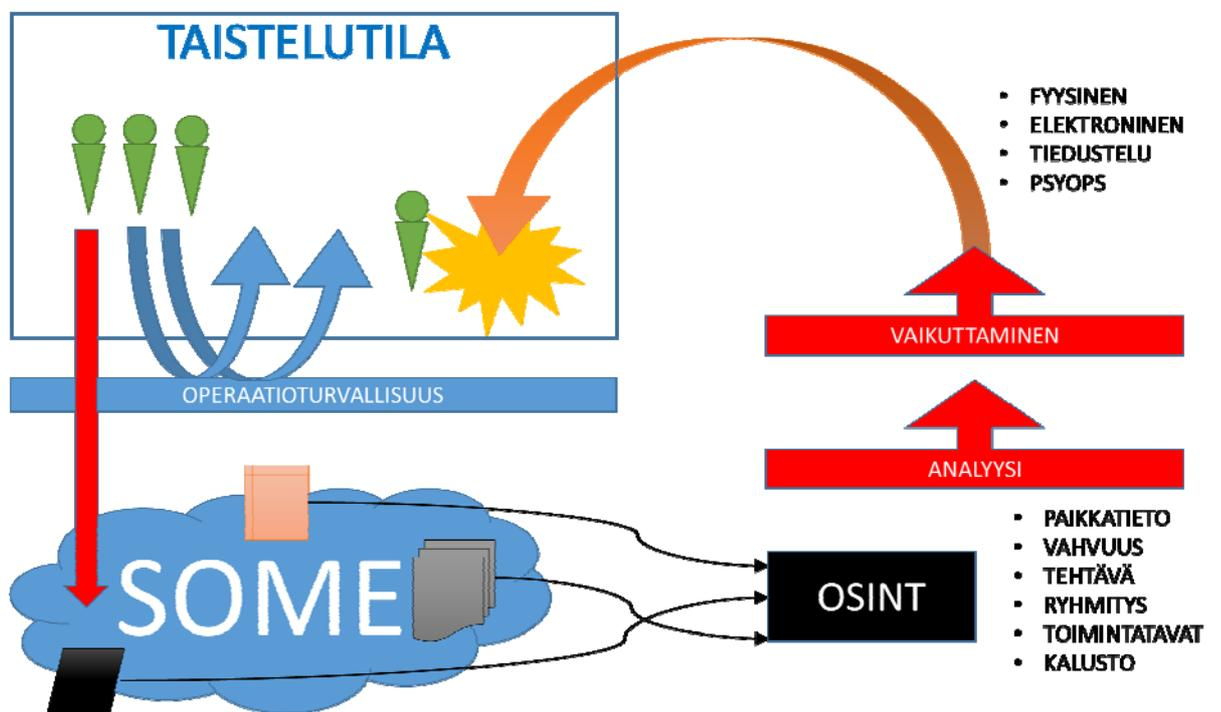 TAISTELUTILA
• FYYSINEN
• ELEKTRONINEN
• TIEDUSTELU
• PSYOPS
VAIKUTTAMINEN
OPERAATIOTURVALLISUUS
ANALYYSI
• PAIKKATIETO
• VAHVUUS
• TEHTÄVÄ
• RYHMITYS
• TOIMINTATAVAT
• KALUSTO
SOME
OSINT